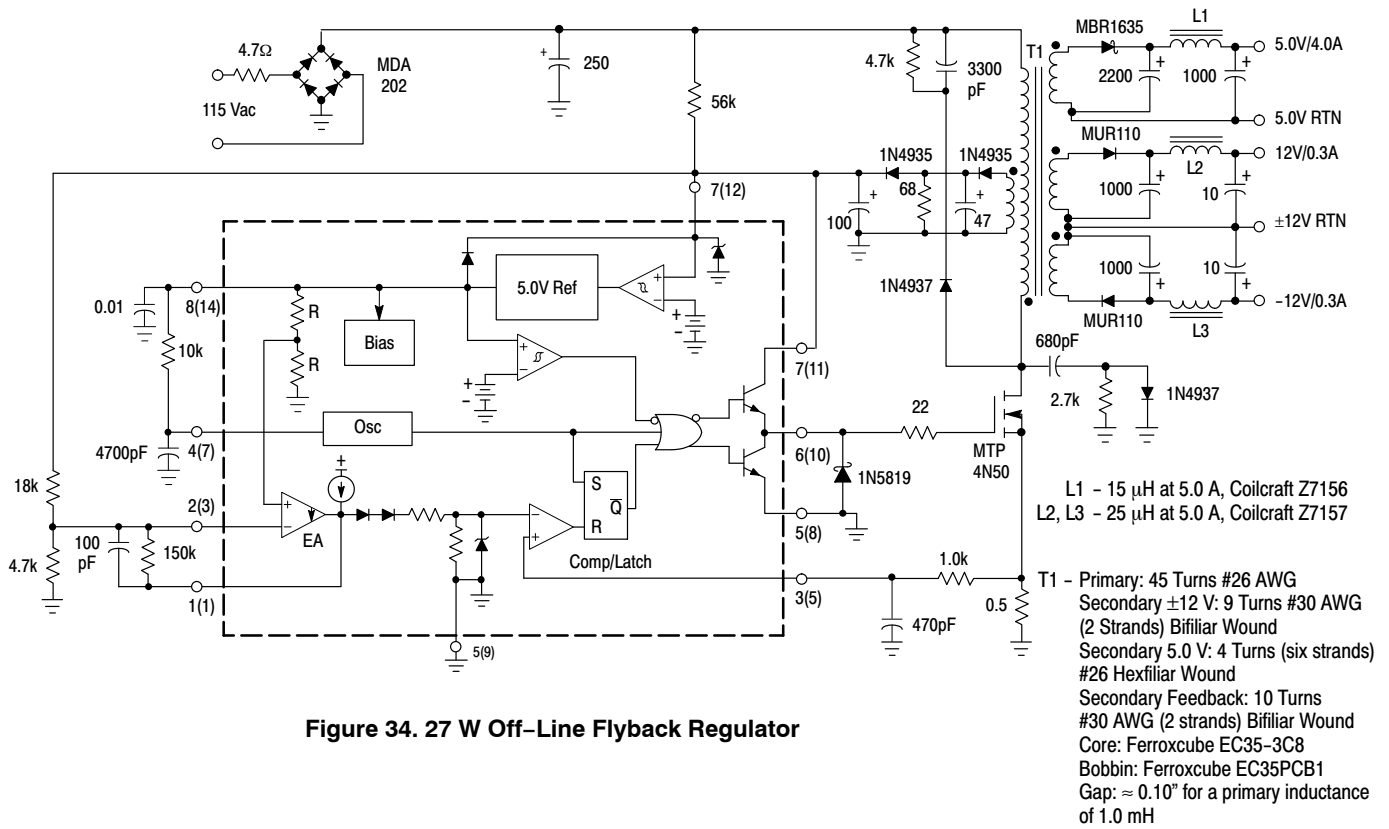 4.7Ω
MDA
202
115 Vac
+
250
56k
4.7k
3300
pF
T1
MBR1635
L1
5.0V/4.0A
+
2200
+
1000
5.0V RTN
MUR110
12V/0.3A
1000
+
L2
+
10
±12V RTN
1000
+
10
+
MUR110
L3
-12V/0.3A
1N4935
1N4935
68
+
100
+
47
7(12)
1N4937
0.01
8(14)
R
R
Bias
5.0V Ref
+
–
+
–
10k
+
–
+
–
7(11)
680pF
2.7k
1N4937
Osc
4700pF
4(7)
22
6(10)
MTP
4N50
1N5819
18k
+
2(3)
+
–
EA
S
Q
R
–
+
Comp/Latch
5(8)
100
pF
150k
4.7k
1(1)
5(9)
1.0k
3(5)
470pF
0.5
L1 - 15 μH at 5.0 A, Coilcraft Z7156
L2, L3 - 25 μH at 5.0 A, Coilcraft Z7157
T1 - Primary: 45 Turns #26 AWG
Secondary ±12 V: 9 Turns #30 AWG
(2 Strands) Bifiliar Wound
Secondary 5.0 V: 4 Turns (six strands)
#26 Hexfiliar Wound
Secondary Feedback: 10 Turns
#30 AWG (2 strands) Bifiliar Wound
Core: Ferroxcube EC35-3C8
Bobbin: Ferroxcube EC35PCB1
Gap: ≈ 0.10" for a primary inductance
of 1.0 mH
Figure 34. 27 W Off−Line Flyback Regulator